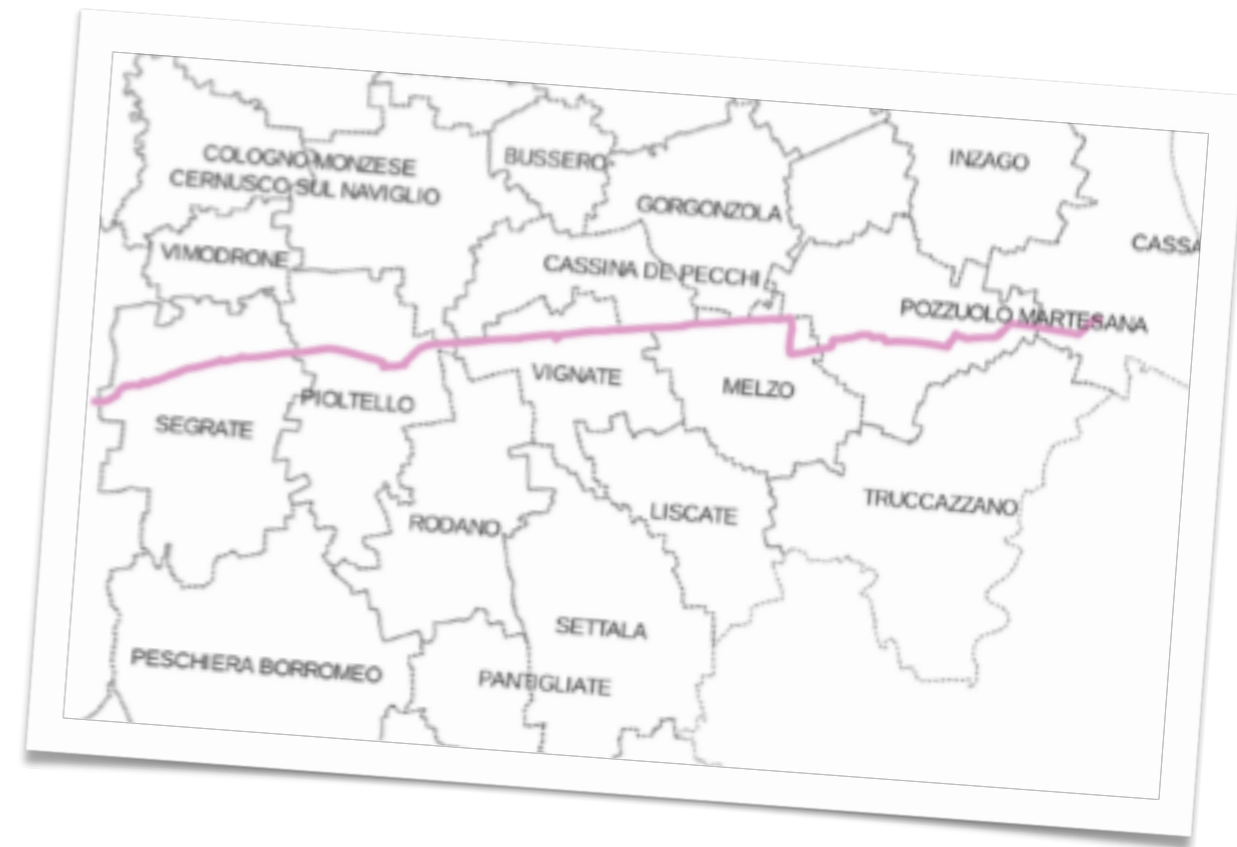 COLOGNO MONZESE
BUSSERO
INZAGO
CERNUSCO SUL NAVIGLIO
GORGONZOLA
CASSA
VIMODRONE
CASSINA DE PECCHI
POZZUOLO MARTESANA
VIGNATE
MELZO
PIOLTELLO
SEGRATE
TRUCCAZZANO
LISCATE
RODANO
SETTALA
PESCHIERA BORROMEO
PANTIGLIATE